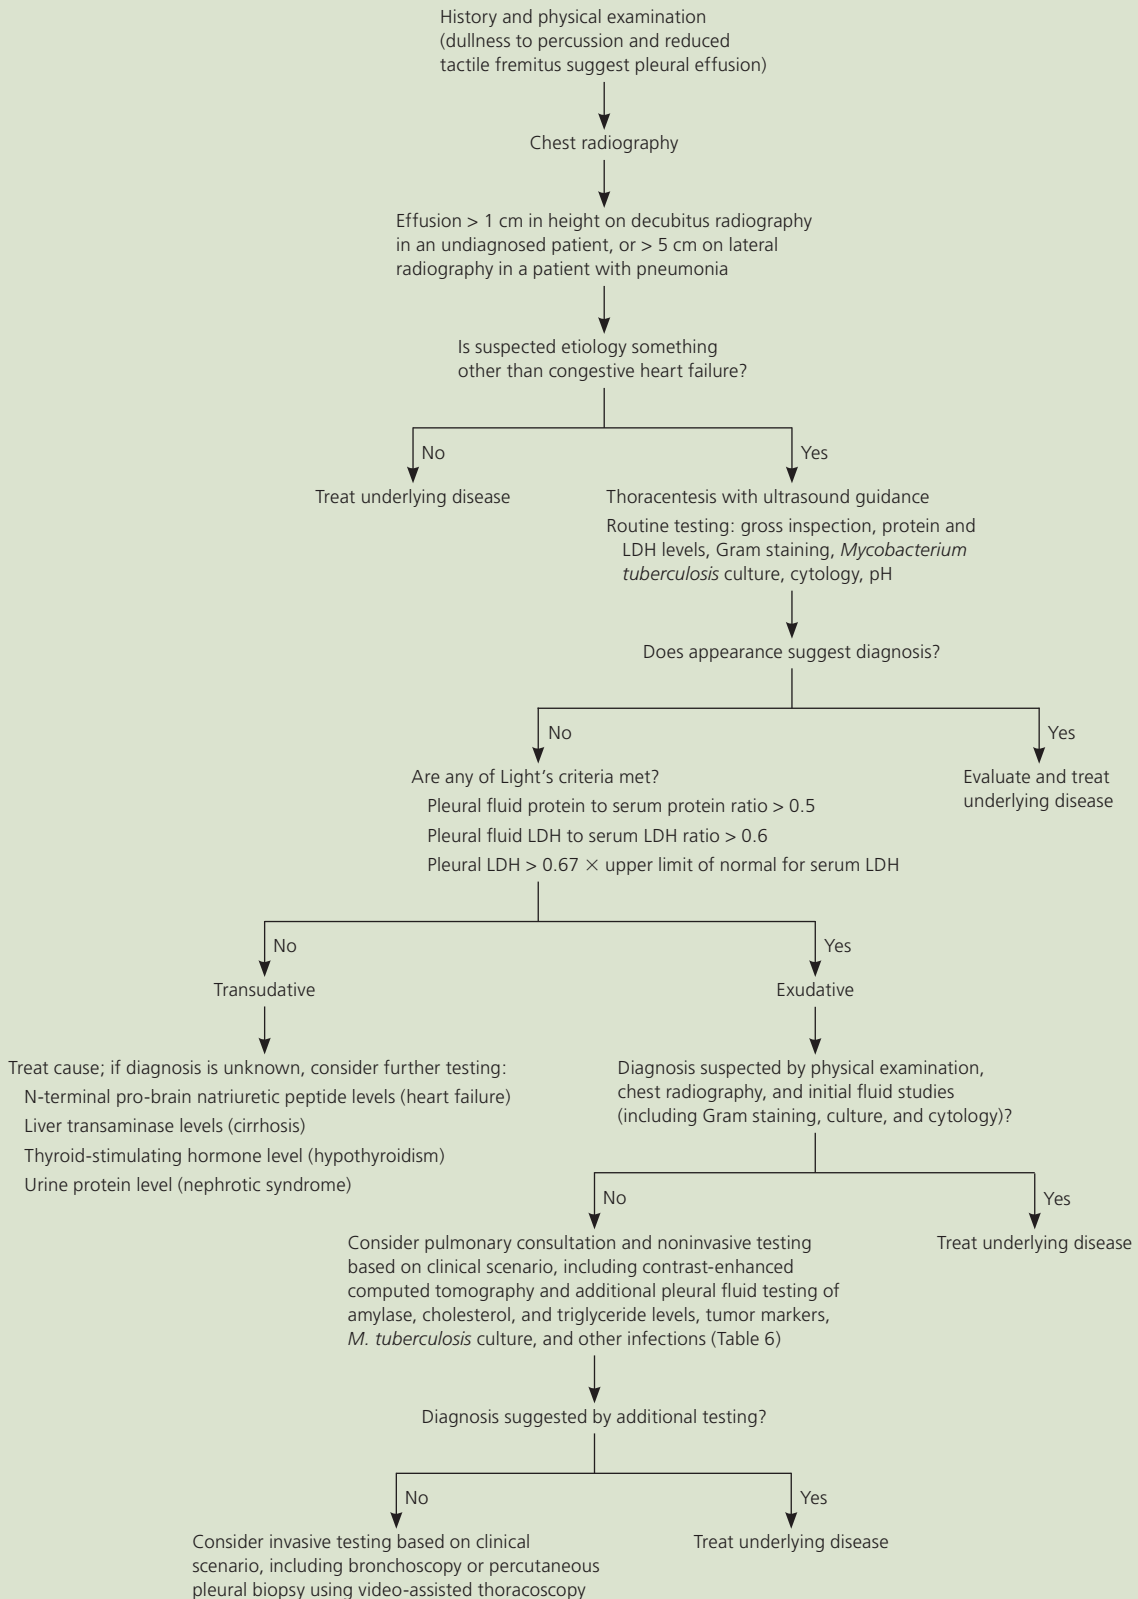 History and physical examination
(dullness to percussion and reduced
tactile fremitus suggest pleural effusion)
Chest radiography
Effusion > 1 cm in height on decubitus radiography
in an undiagnosed patient, or > 5 cm on lateral
radiography in a patient with pneumonia
Is suspected etiology something
other than congestive heart failure?
No
Yes
Treat underlying disease
Thoracentesis with ultrasound guidance
Routine testing: gross inspection, protein and
LDH levels, Gram staining, Mycobacterium
tuberculosis culture, cytology, pH
Does appearance suggest diagnosis?
No
Yes
Are any of Light's criteria met?
Pleural fluid protein to serum protein ratio > 0.5
Pleural fluid LDH to serum LDH ratio > 0.6
Pleural LDH > 0.67 × upper limit of normal for serum LDH
Evaluate and treat
underlying disease
No
Yes
Transudative
Exudative
Treat cause; if diagnosis is unknown, consider further testing:
N-terminal pro-brain natriuretic peptide levels (heart failure)
Liver transaminase levels (cirrhosis)
Thyroid-stimulating hormone level (hypothyroidism)
Urine protein level (nephrotic syndrome)
Diagnosis suspected by physical examination,
chest radiography, and initial fluid studies
(including Gram staining, culture, and cytology)?
No
Yes
Consider pulmonary consultation and noninvasive testing
based on clinical scenario, including contrast-enhanced
computed tomography and additional pleural fluid testing of
amylase, cholesterol, and triglyceride levels, tumor markers,
M. tuberculosis culture, and other infections (Table 6)
Treat underlying disease
Diagnosis suggested by additional testing?
No
Yes
Consider invasive testing based on clinical
scenario, including bronchoscopy or percutaneous
pleural biopsy using video-assisted thoracoscopy
Treat underlying disease